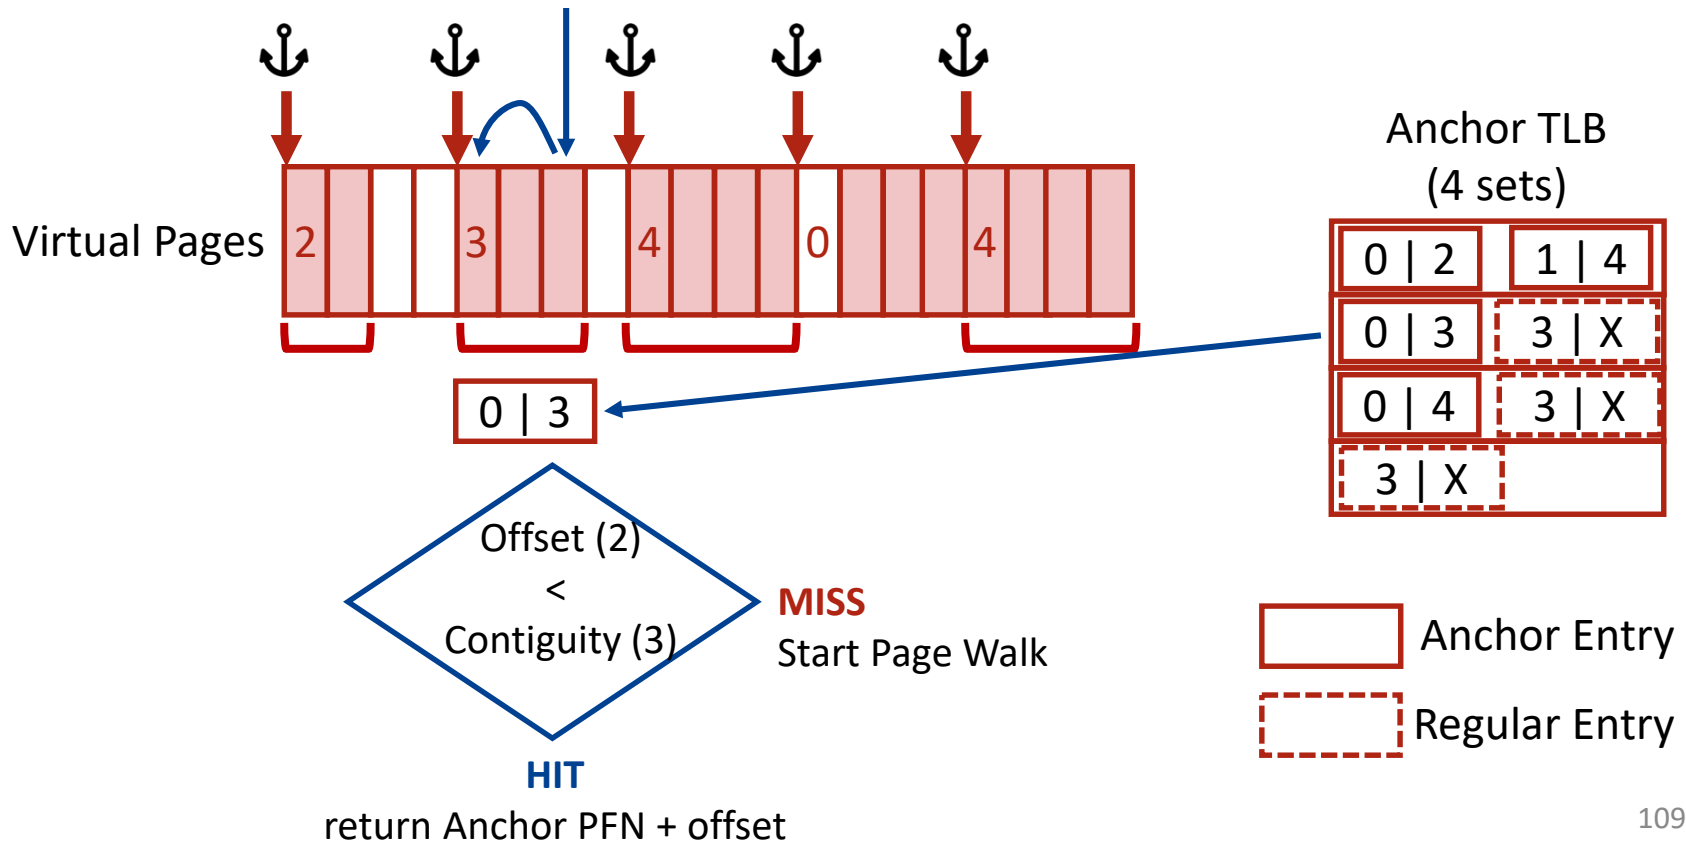 Virtual Pages
2
3
4
0
4
Anchor TLB
(4 sets)
0 | 2
1 | 4
0 | 3
3 | X
0 | 4
3 | X
3 | X
0 | 3
Offset (2)
<
Contiguity (3)
MISS
Start Page Walk
HIT
return Anchor PFN + offset
Anchor Entry
Regular Entry
109